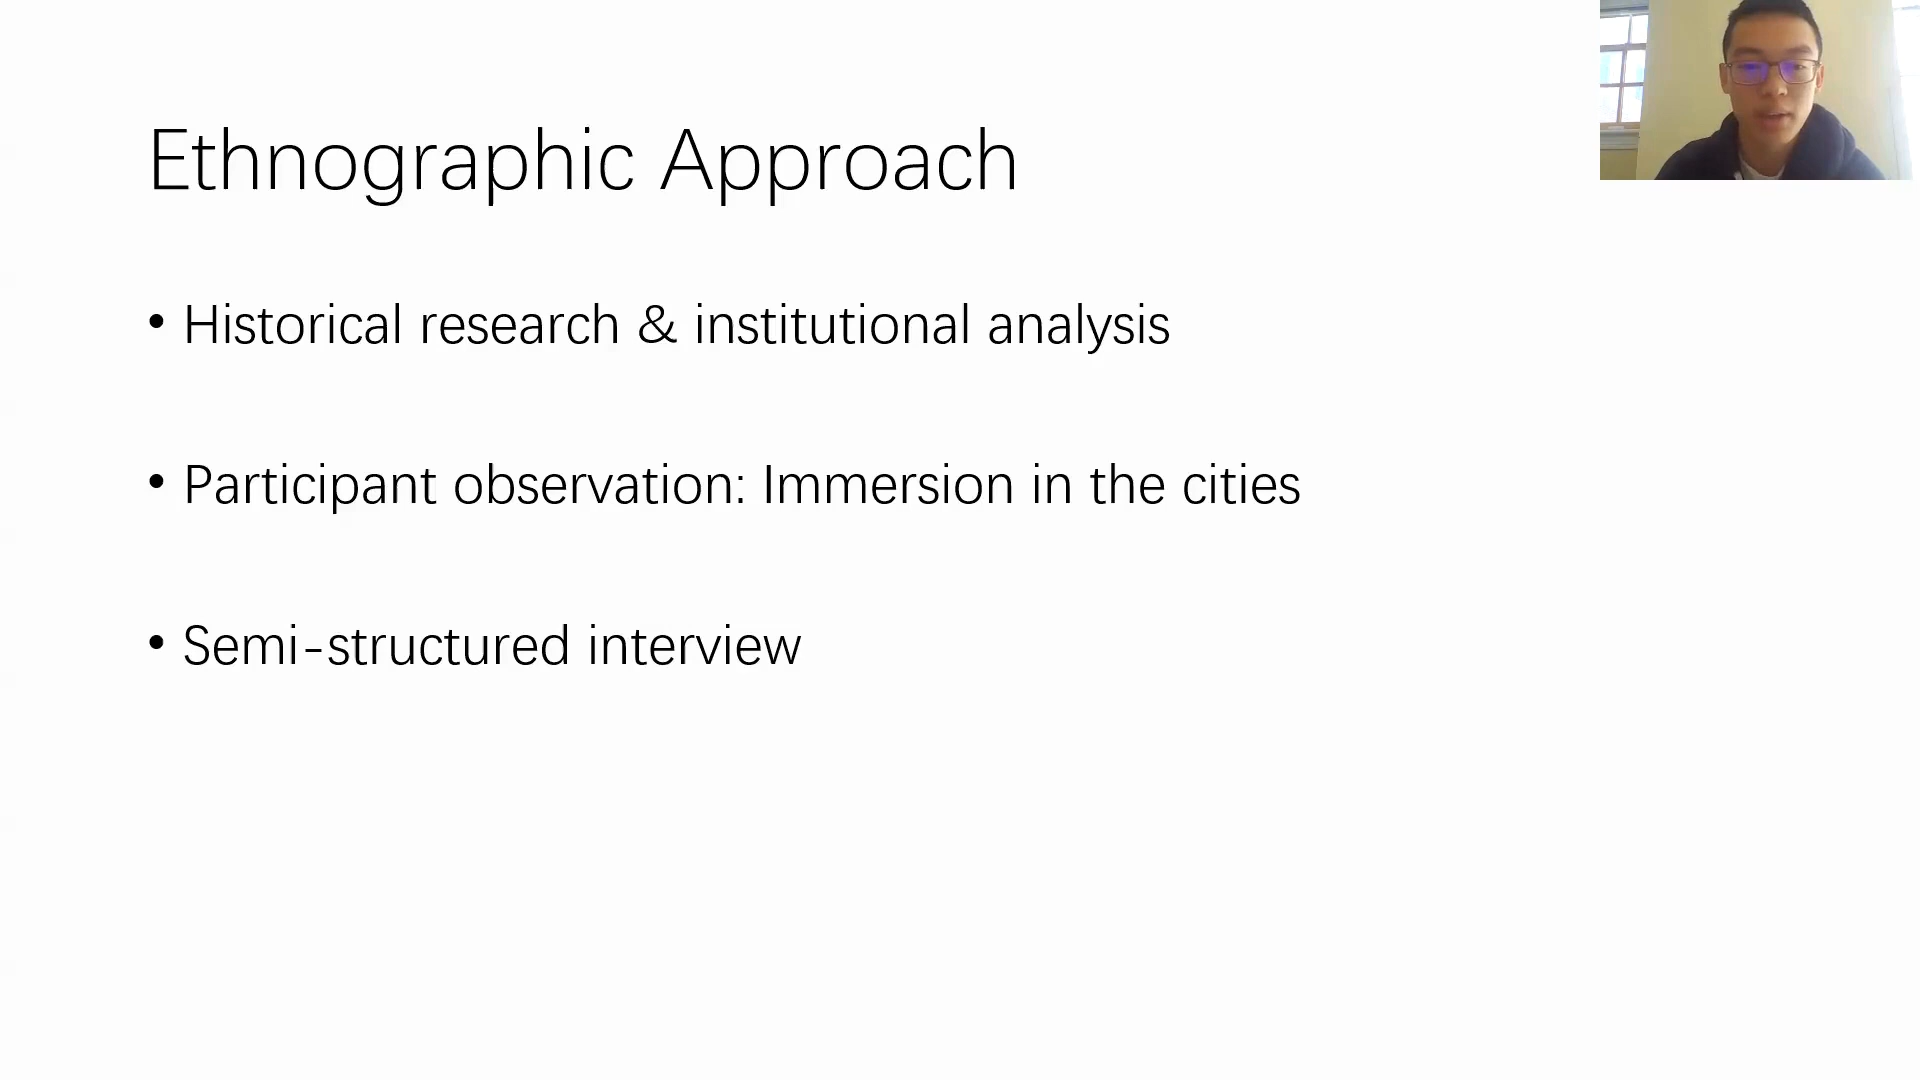 Ethnographic Approach
• Historical research & institutional analysis
• Participant observation: Immersion in the cities
• Semi-structured interview